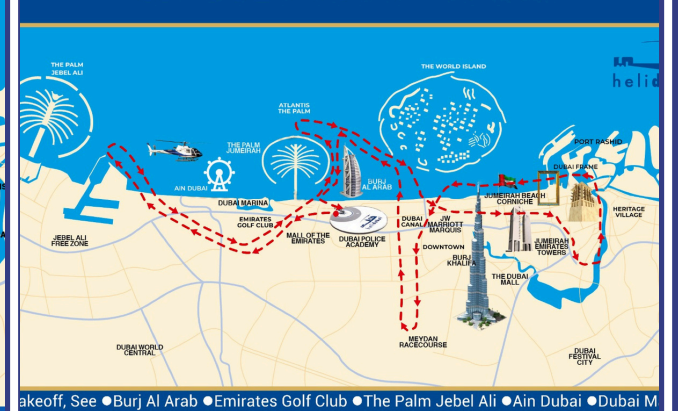 THE PALM
JEBEL ALI
THE WORLD ISLAND
helid
ATLANTIS
THE PALM
PORT RASHID
THE PALM
JUMEIRAH
DUBAI FRAME
AIN DUBAI
BURJ
AL ARAB
JUMEIRAH BEACH
CORNICHE
DUBAI MARINA
HERITAGE
VILLAGE
EMIRATES
GOLF CLUB
DUBAI
CANAL
JW
MARRIOTT
MARQUIS
JEBEL ALI
FREE ZONE
MALL OF THE
EMIRATES
DUBAI POLICE
ACADEMY
DOWNTOWN
JUMEIRAH
EMIRATES
TOWERS
BURJ
KHALIFA
THE DUBAI
MALL
MEYDAN
RACECOURSE
DUBAI WORLD
CENTRAL
DUBAI
FESTIVAL
CITY
akeoff, See ●Burj Al Arab ●Emirates Golf Club ●The Palm Jebel Ali ●Ain Dubai ●Dubai M